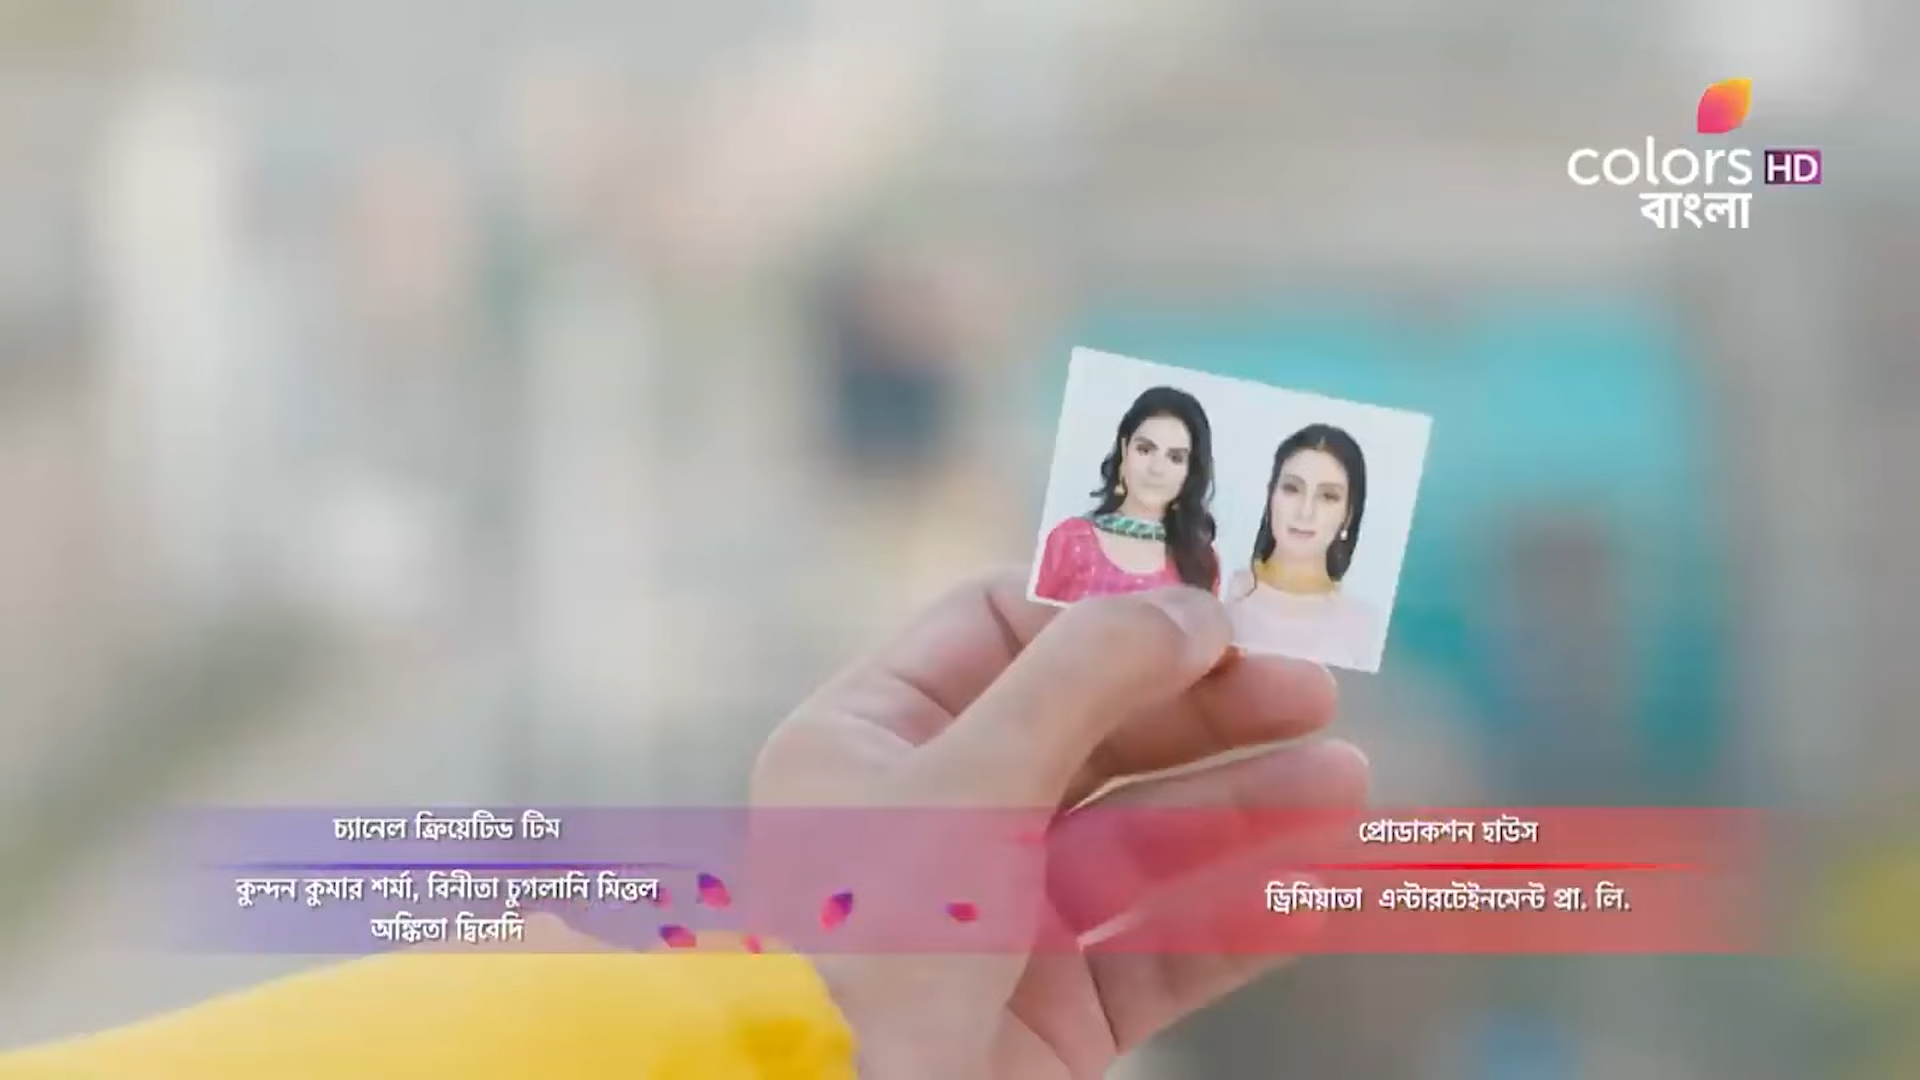 colors HD
বাংলা
চ্যানেল ক্রিয়েটিভ টিম
কুন্দন কুমার শর্মা, বিনীতা চুগলানি মিত্তল
অঙ্কিতা দ্বিবেদি
প্রোডাকশন হাউস
ড্রিমিয়াতা এন্টারটেইনমেন্ট প্রা. লি.